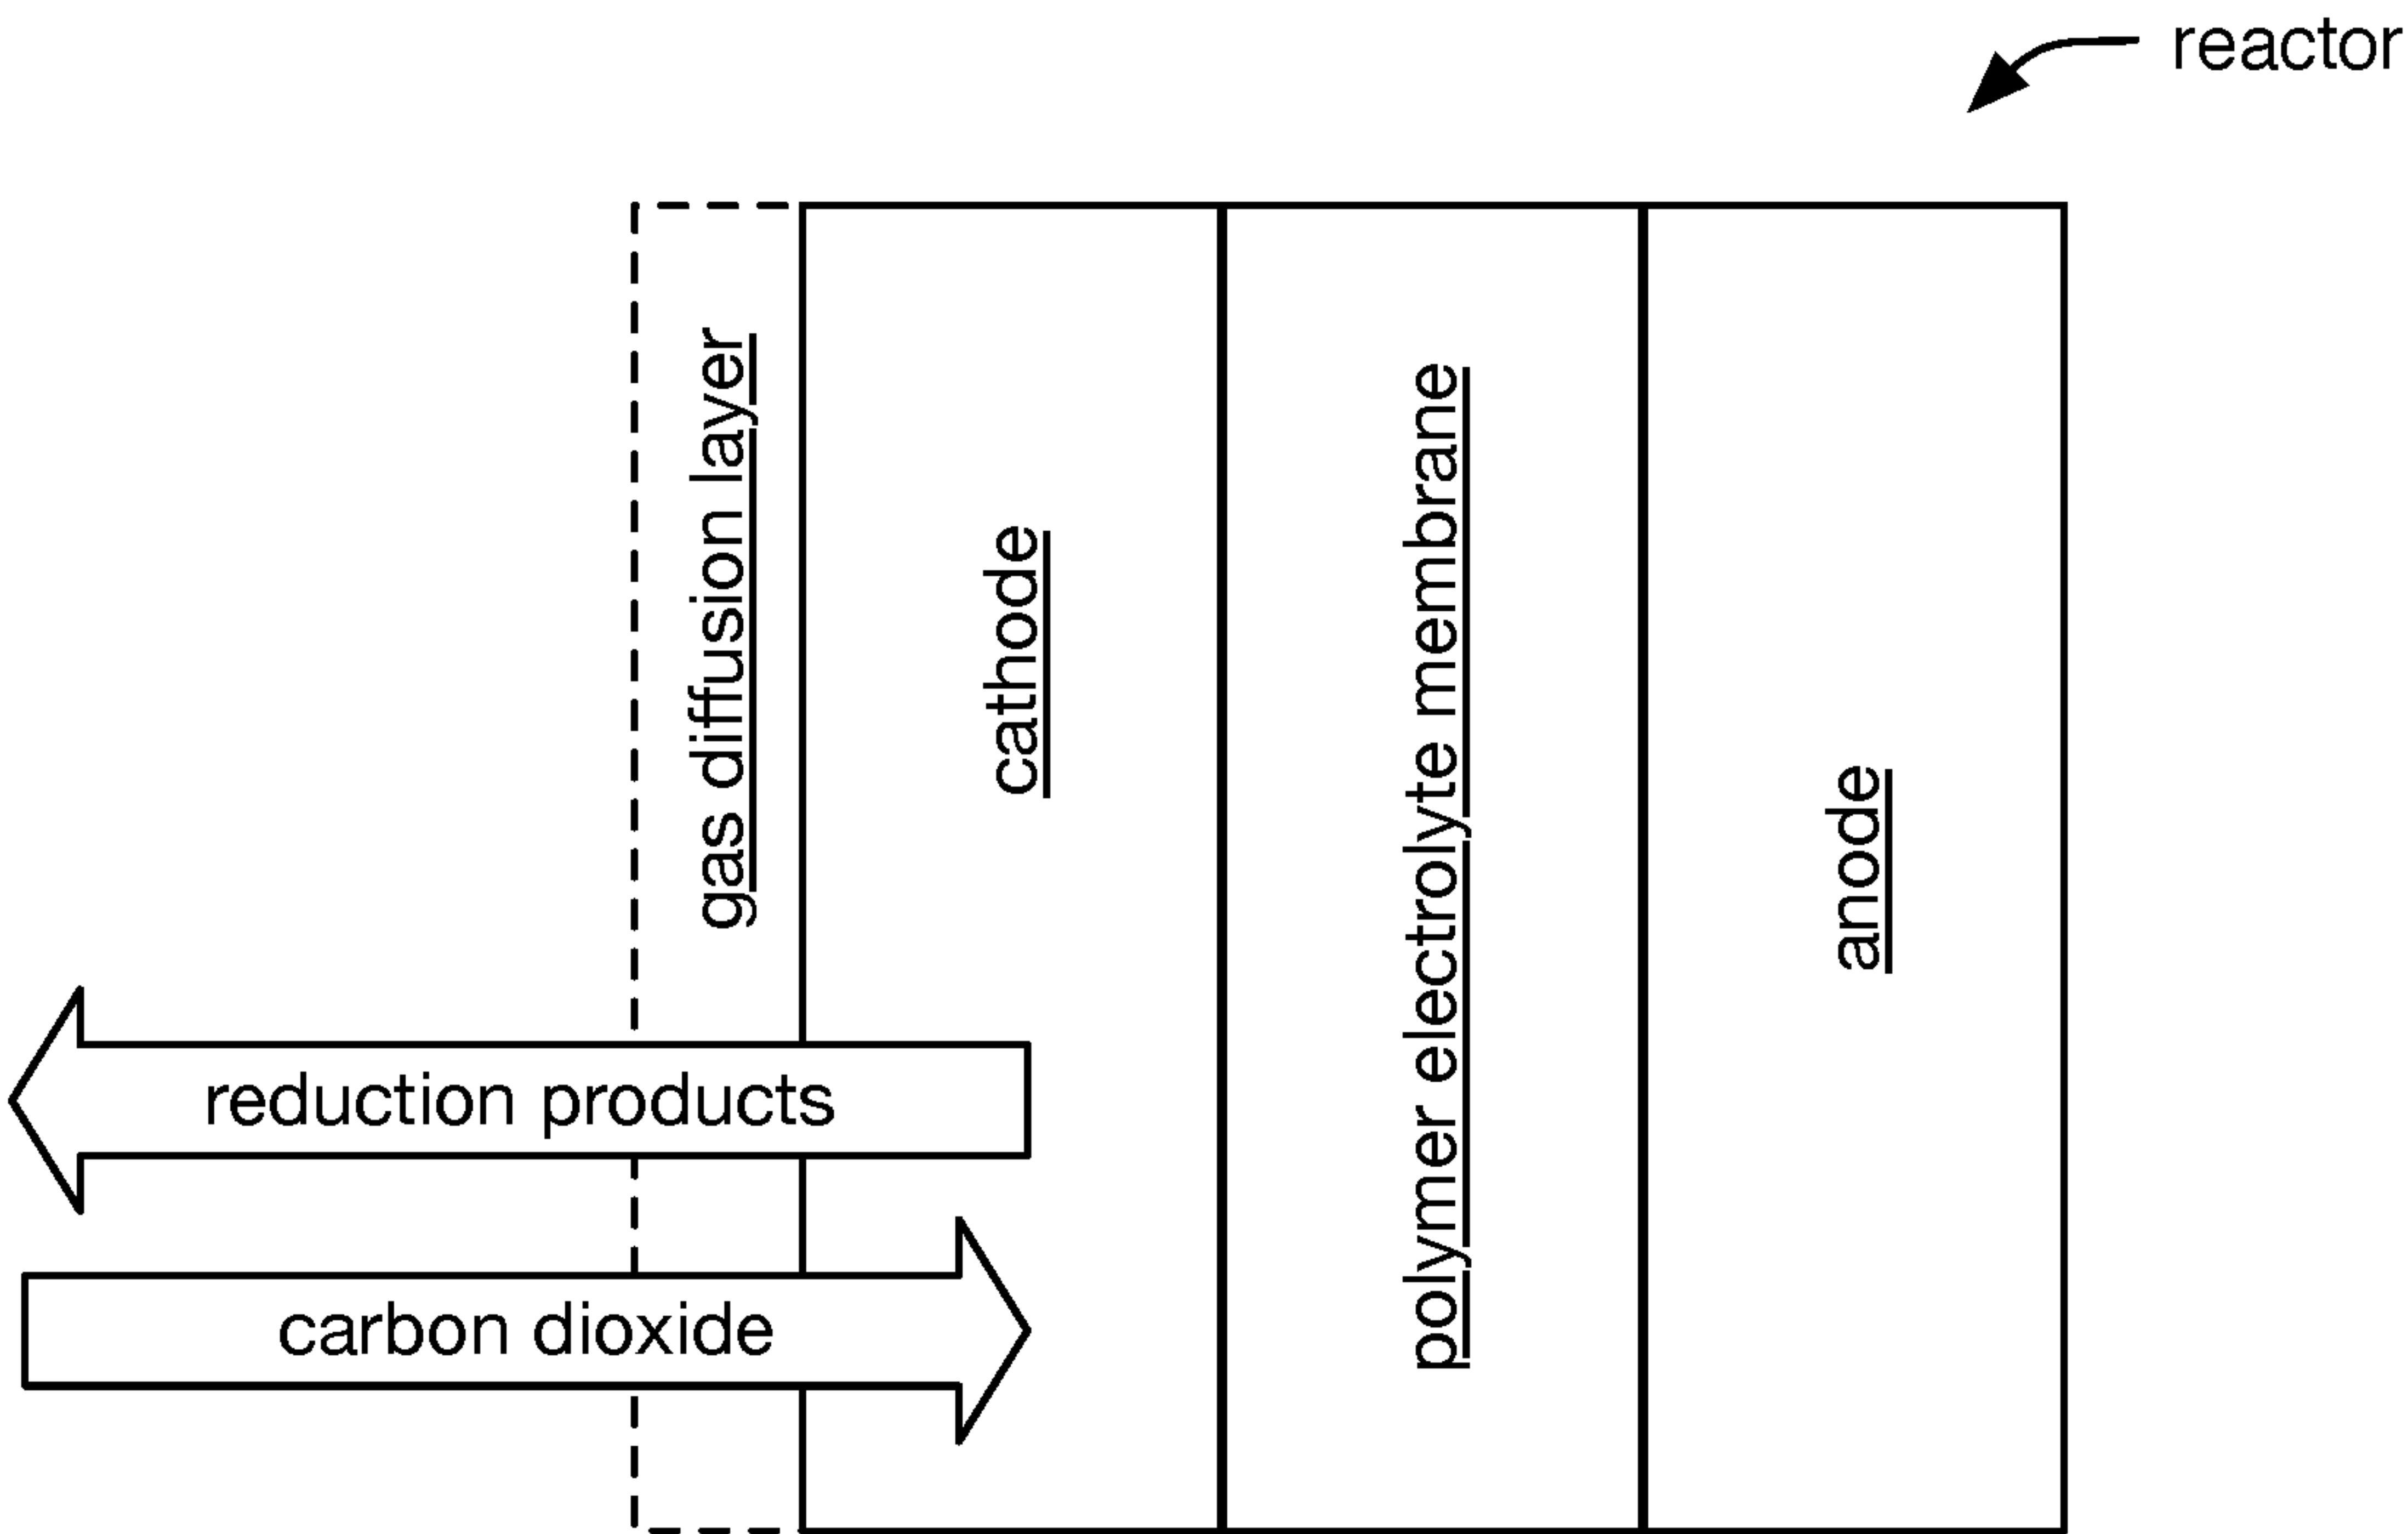 reactor
gas diffusion layer
cathode
polymer electrolyte membrane
anode
reduction products
carbon dioxide